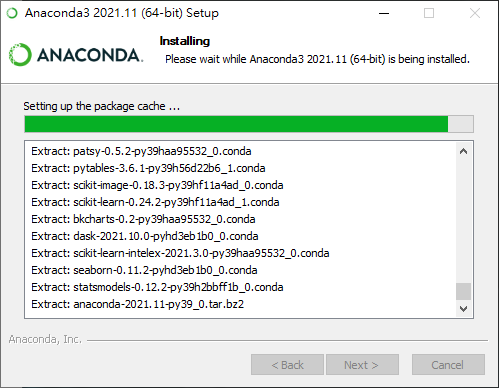 Anaconda3 2021.11 (64-bit) Setup
ANACONDA.
Installing
Please wait while Anaconda3 2021.11 (64-bit) is being installed.
Setting up the package cache ...
Extract: patsy-0.5.2-py39haa95532_0.conda
Extract: pytables-3.6.1-py39h56d22b6_1.conda
Extract: scikit-image-0.18.3-py39hf11a4ad_0.conda
Extract: scikit-learn-0.24.2-py39hf11a4ad_1.conda
Extract: bkcharts-0.2-py39haa95532_0.conda
Extract: dask-2021.10.0-pyhd3eb1b0_0.conda
Extract: scikit-learn-intelex-2021.3.0-py39haa95532_0.conda
Extract: seaborn-0.11.2-pyhd3eb1b0_0.conda
Extract: statsmodels-0.12.2-py39h2bbff1b_0.conda
Extract: anaconda-2021.11-py39_0.tar.bz2
Anaconda, Inc.
< Back
Next >
Cancel